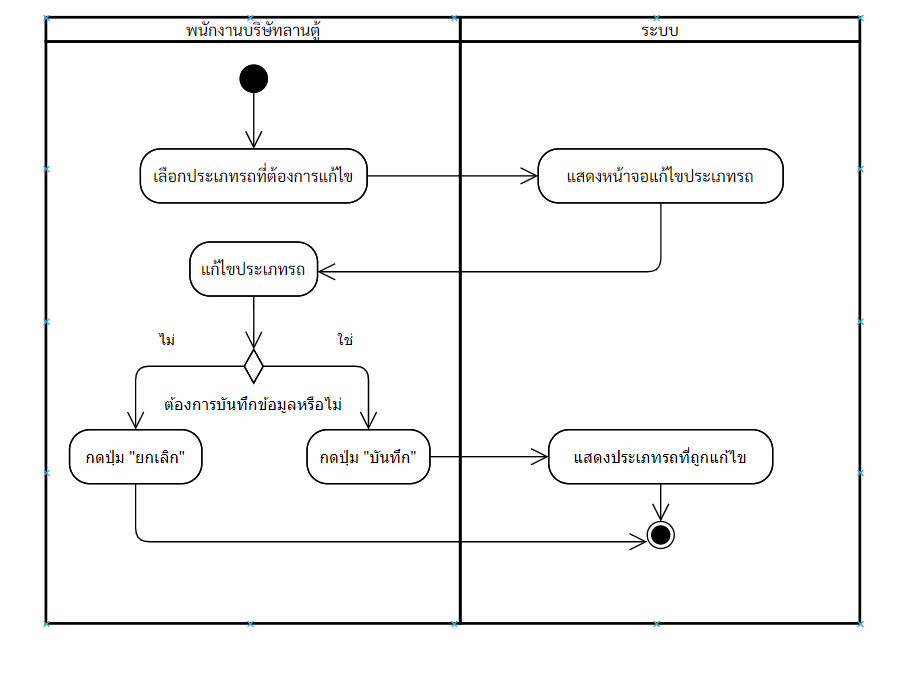 พนักงานบริษัทลานตู้
ระบบ
เลือกประเภทรถที่ต้องการแก้ไข
แสดงหน้าจอแก้ไขประเภทรถ
แก้ไขประเภทรถ
ไม่
ใช่
ต้องการบันทึกข้อมูลหรือไม่
กดปุ่ม "ยกเลิก"
กดปุ่ม "บันทึก"
แสดงประเภทรถที่ถูกแก้ไข